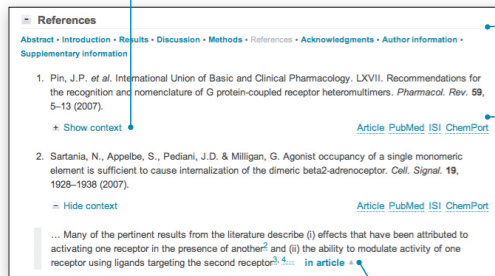 References
Abstract • Introduction • Results • Discussion • Methods • References • Acknowledgments • Author information •
Supplementary information
1. Pin, J.P. et al. International Union of Basic and Clinical Pharmacology. LXVII. Recommendations for
the recognition and nomenclature of G protein-coupled receptor heteromultimers. Pharmacol. Rev. 59,
5–13 (2007).
+ Show context Article PubMed ISI ChemPort
2. Sartania, N., Appelbe, S., Pediani, J.D. & Milligan, G. Agonist occupancy of a single monomeric
element is sufficient to cause internalization of the dimeric beta2-adrenoceptor. Cell. Signal. 19,
1928–1938 (2007).
− Hide context Article PubMed ISI ChemPort
... Many of the pertinent results from the literature describe (i) effects that have been attributed to
activating one receptor in the presence of another2 and (ii) the ability to modulate activity of one
receptor using ligands targeting the second receptor3, 4... in article